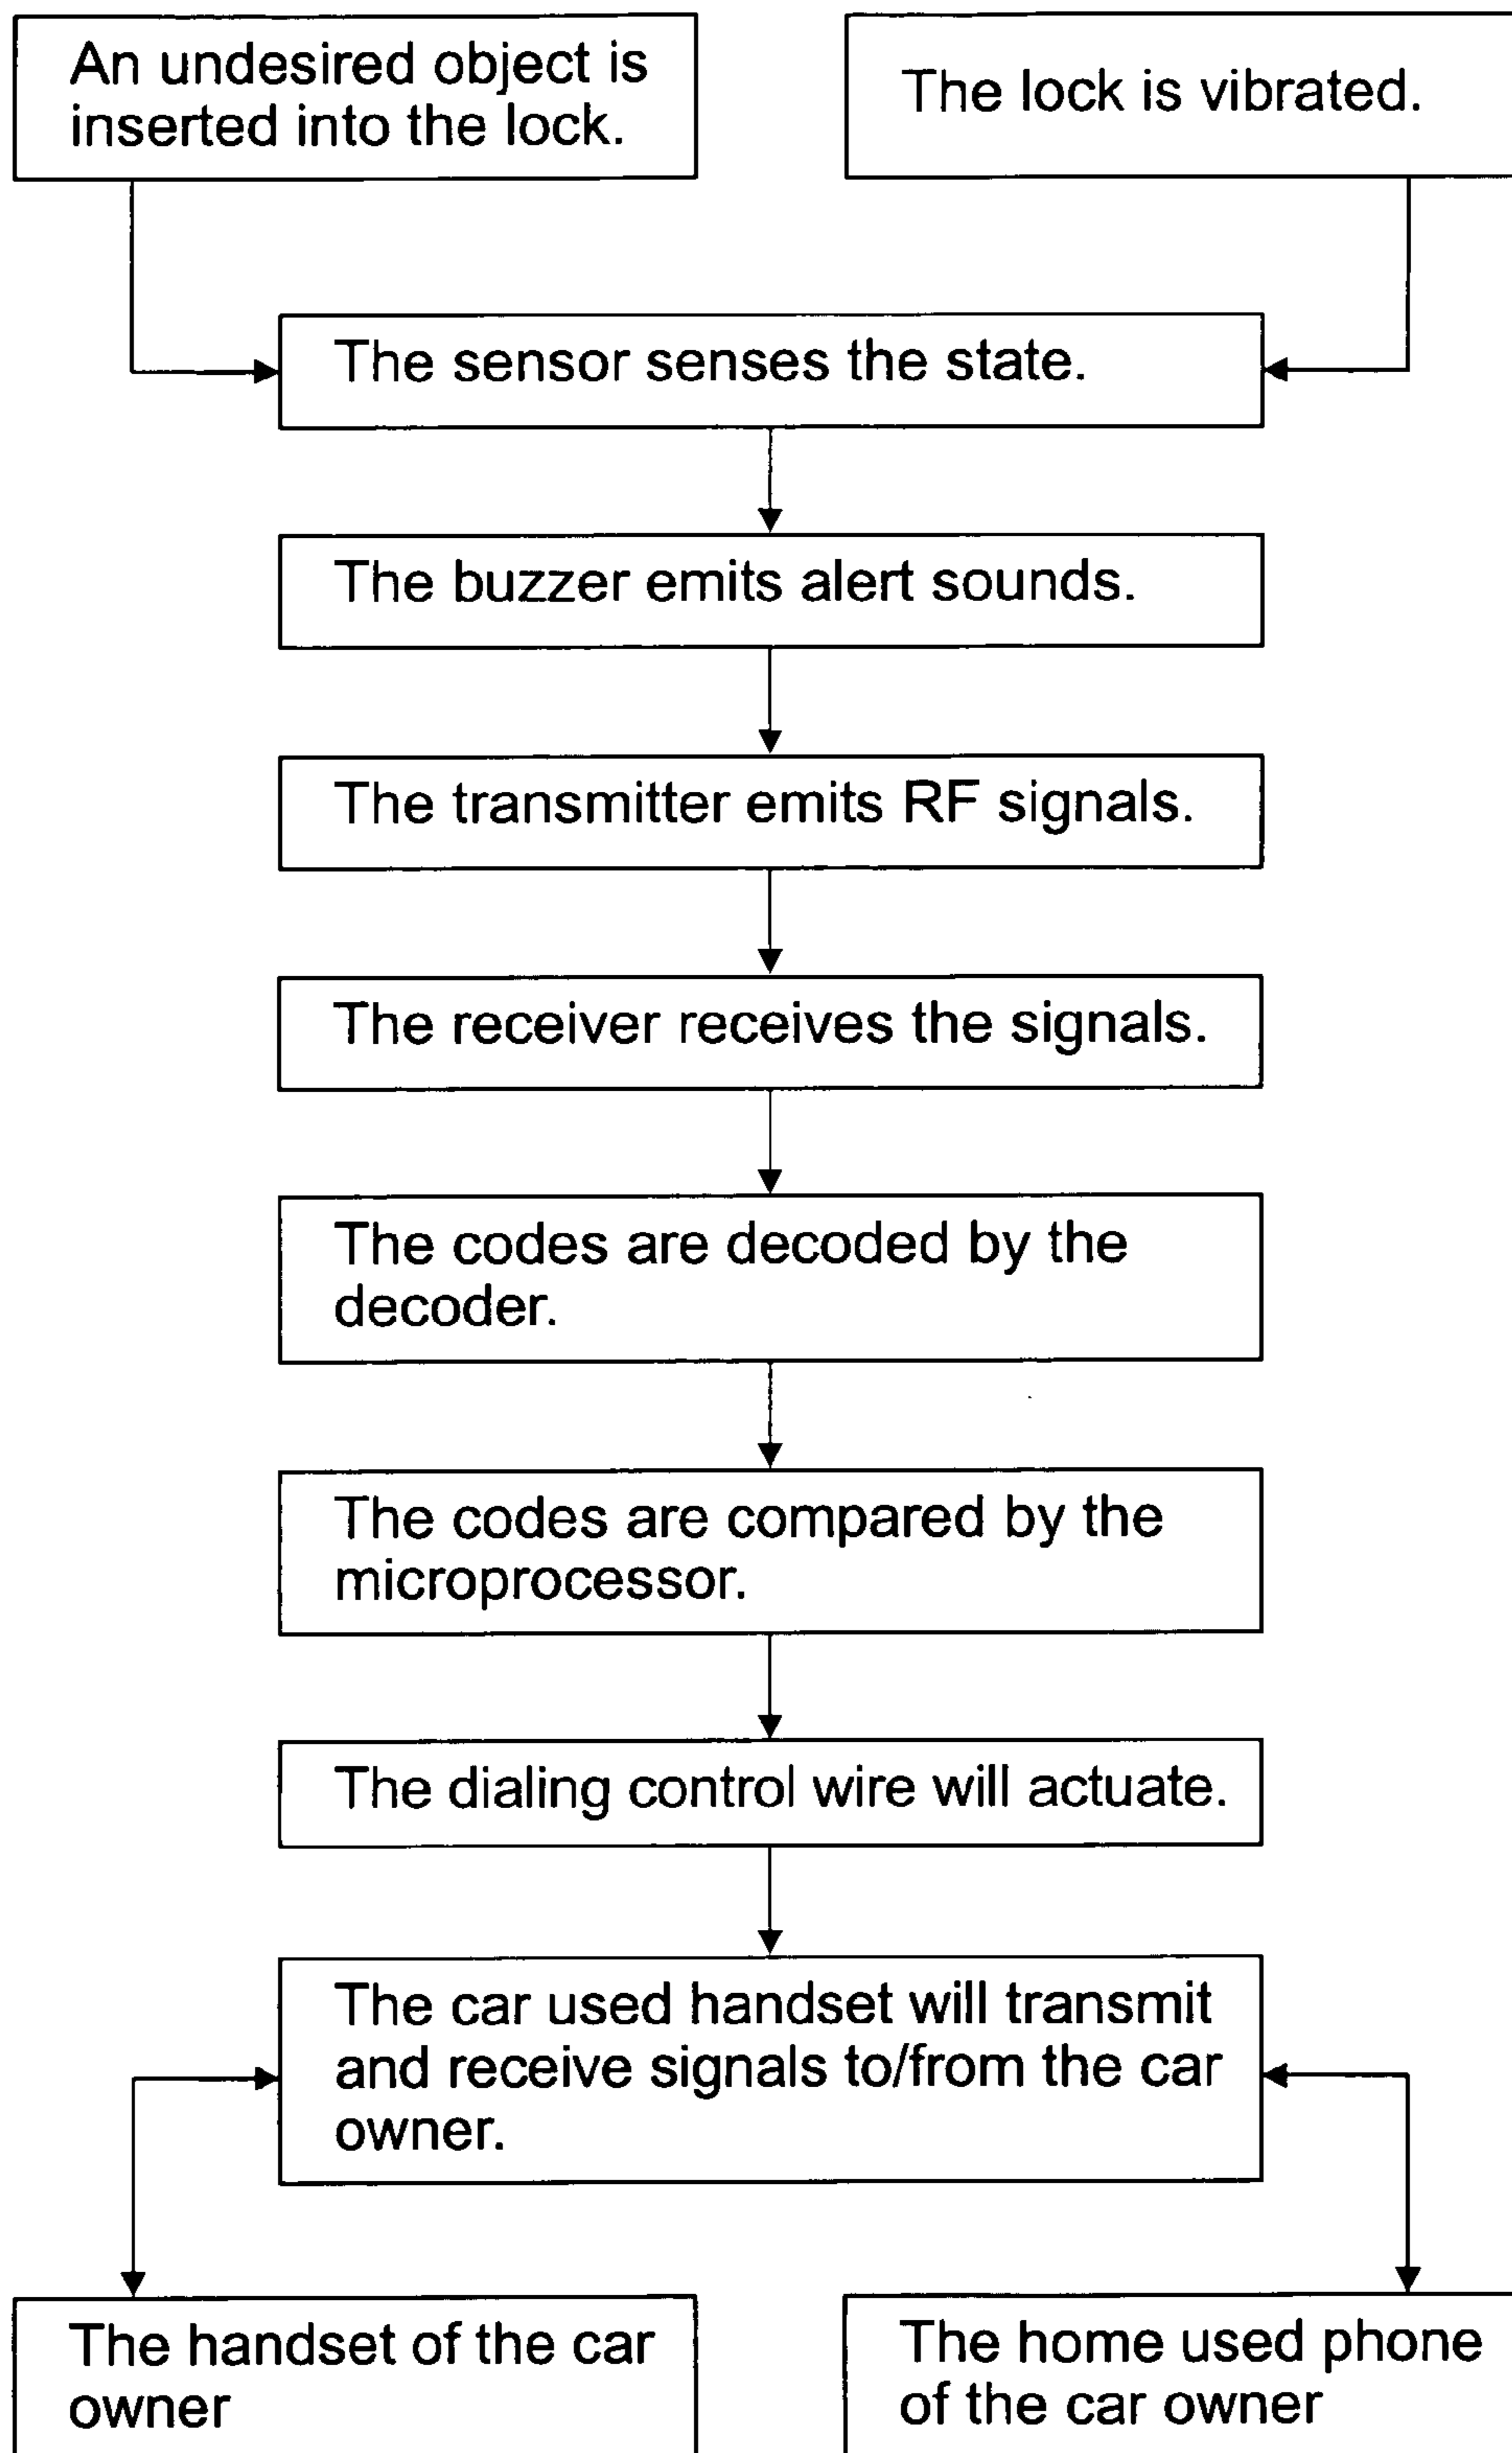 An undesired object is
inserted into the lock.
The lock is vibrated.
The sensor senses the state.
The buzzer emits alert sounds.
The transmitter emits RF signals.
The receiver receives the signals.
The codes are decoded by the
decoder.
The codes are compared by the
microprocessor.
The dialing control wire will actuate.
The car used handset will transmit
and receive signals to/from the car
owner.
The handset of the car
owner
The home used phone
of the car owner